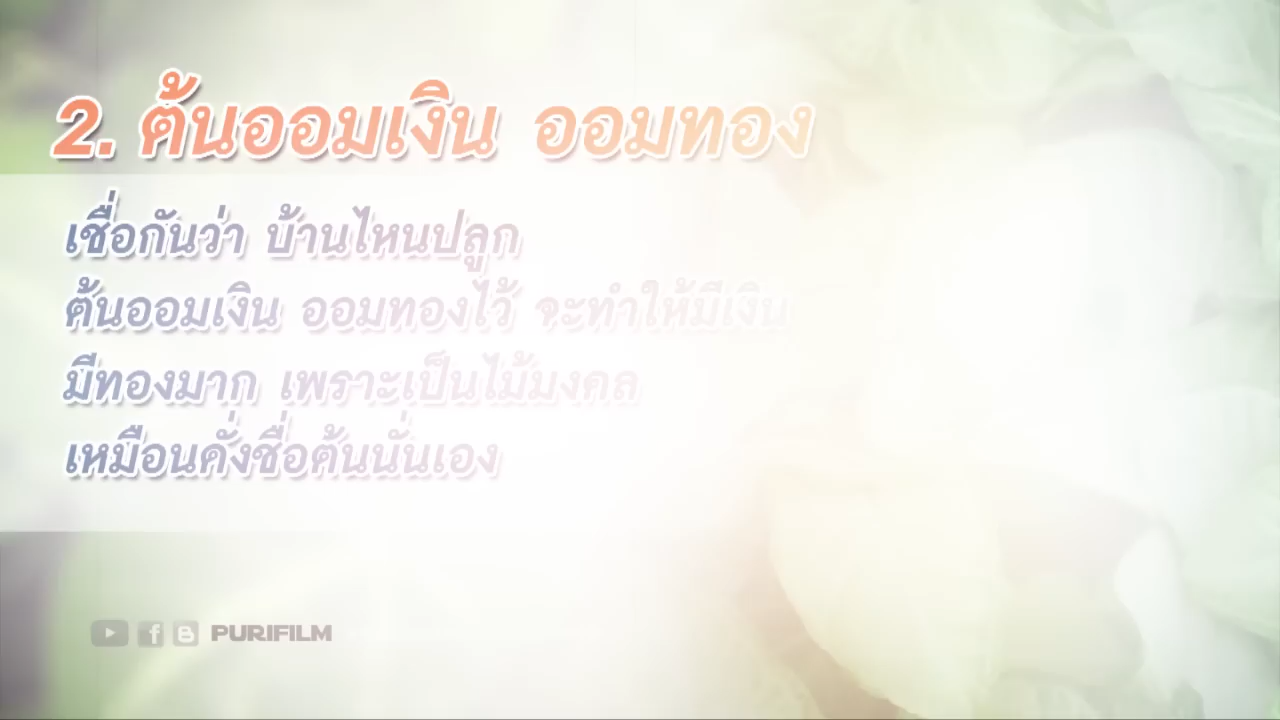 2. ต้นออมเงิน ออมทอง
เชื่อกันว่า บ้านไหนปลูก
ต้นออมเงิน ออมทองไว้ จะทำให้มีเงิน
มีทองมาก เพราะเป็นไม้มงคล
เหมือนคั่งชื่อต้นนั่นเอง
PURIFILM